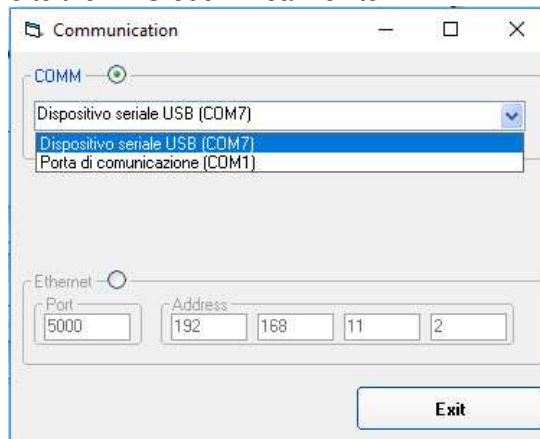 Communication
COMM
Dispositivo seriale USB (COM7)
Dispositivo seriale USB (COM7)
Porta di comunicazione (COM1)
Ethernet
Port
Address
5000
192
168
11
2
Exit